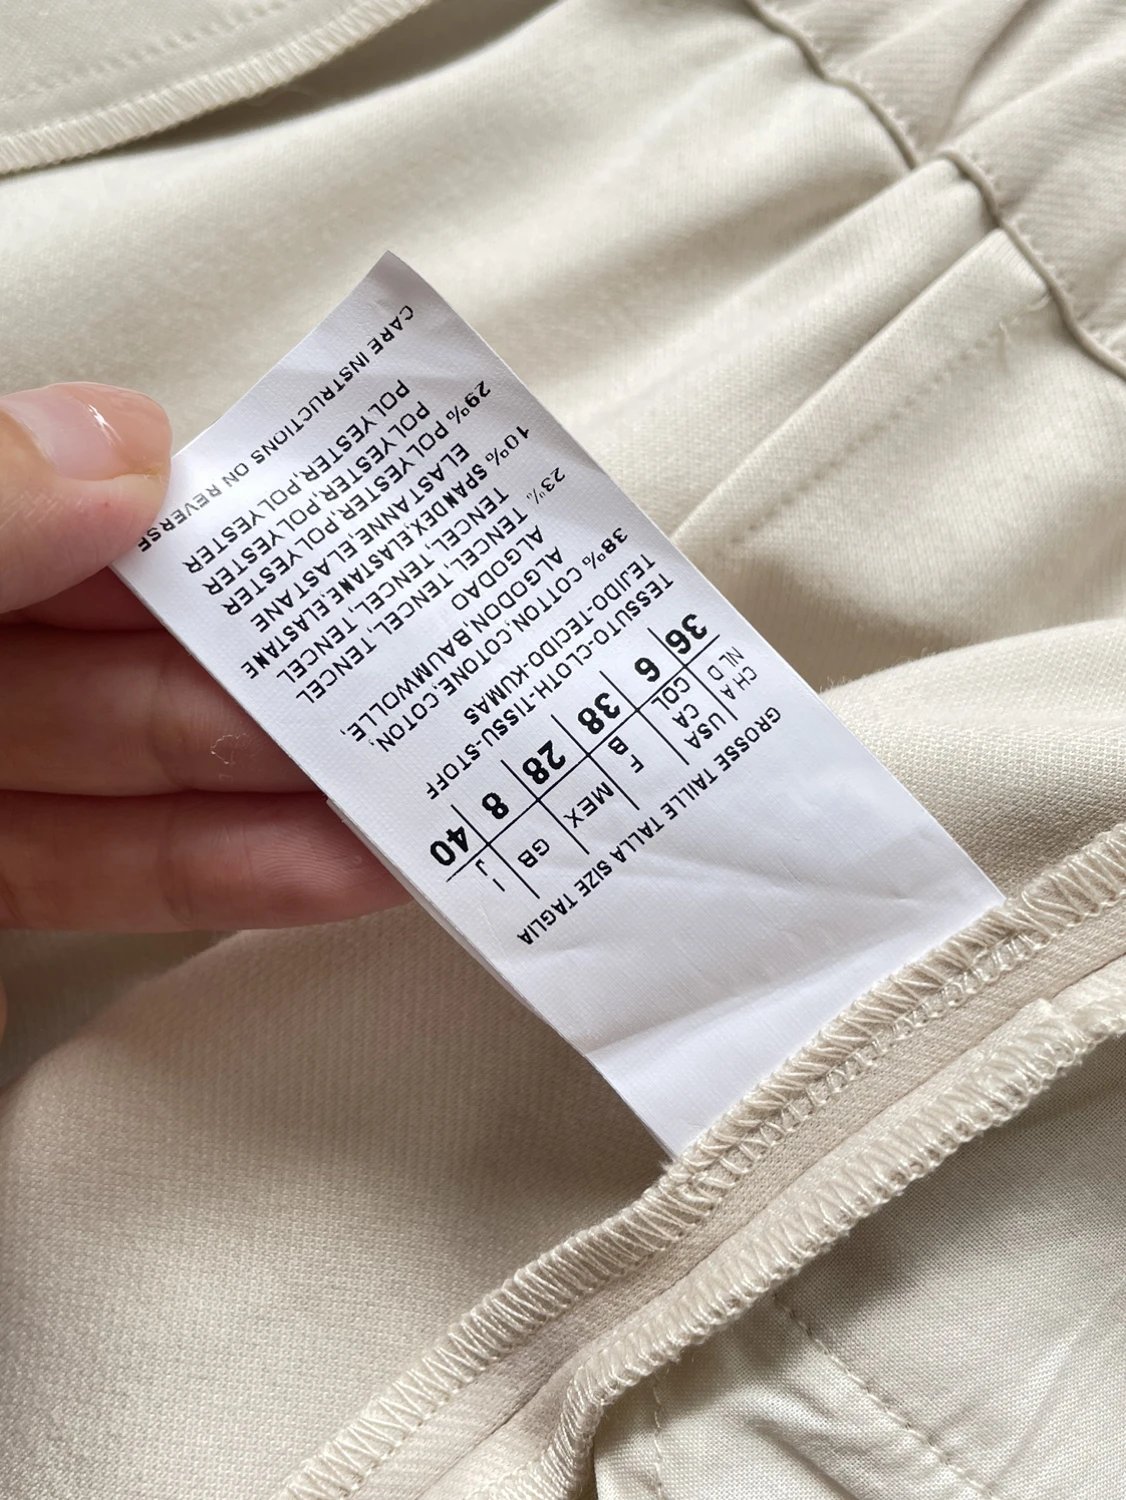 GROSSE TAILLE TALLA SIZE TAGLIA
CH A USA F MEX GB I
NL D CA B J
COL
36 6 38 28 8 40
TESSUTO-CLOTH-TISSU-STOFF
TEJIDO-TECIDO-KUMAS
38% COTTON,COTONE,COTON,
ALGODON,BAUMWOLLE,
ALGODAO
23% TENCEL, TENCEL, TENCEL
TENCEL, TENCEL, TENCEL
10% SPANDEX,ELASTANE,ELASTANE
ELASTANNE,ELASTANE
29% POLYESTER,POLYESTER
POLYESTER,POLYESTER
POLYESTER,POLYESTER
CARE INSTRUCTIONS ON REVERSE